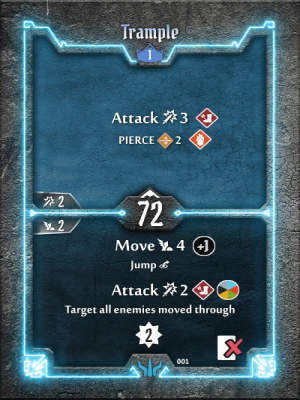 Trample
1
Attack 3
PIERCE 2
2
72
2
Move 4 +1
Jump
Attack 2
Target all enemies moved through
2
001